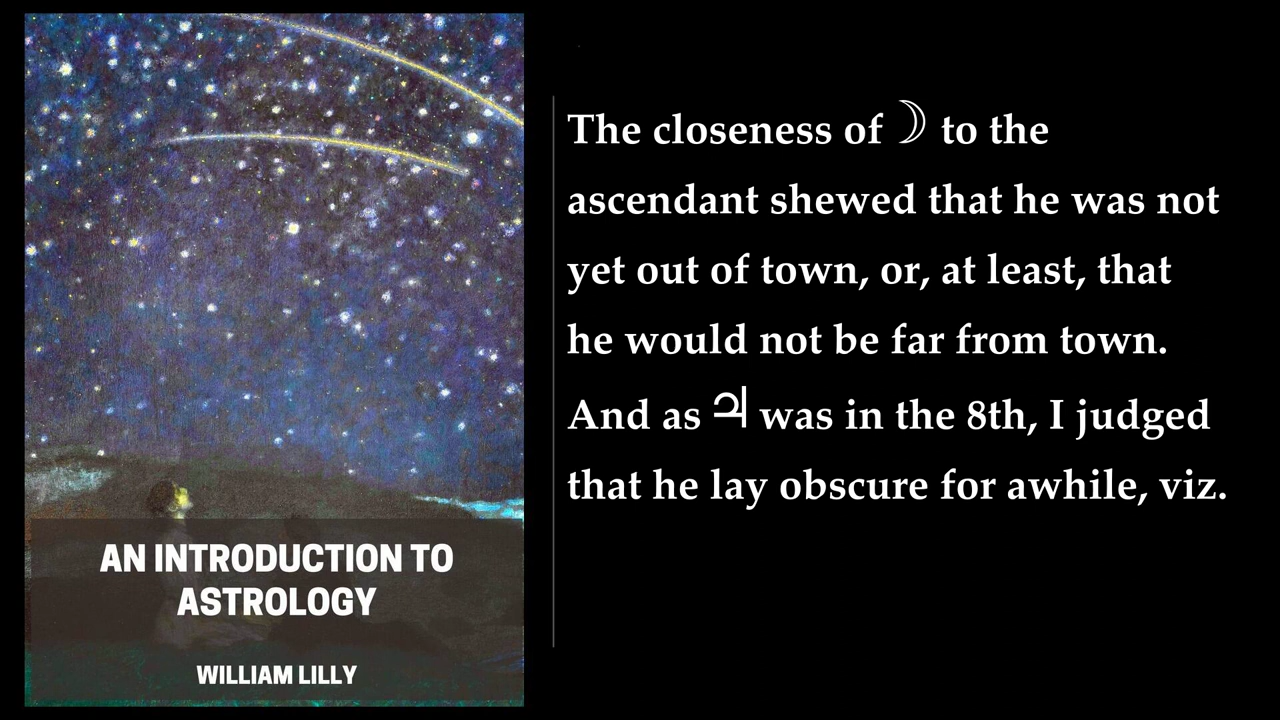 AN INTRODUCTION TO
ASTROLOGY
WILLIAM LILLY
The closeness of ☽ to the
ascendant shewed that he was not
yet out of town, or, at least, that
he would not be far from town.
And as ♃ was in the 8th, I judged
that he lay obscure for awhile, viz.